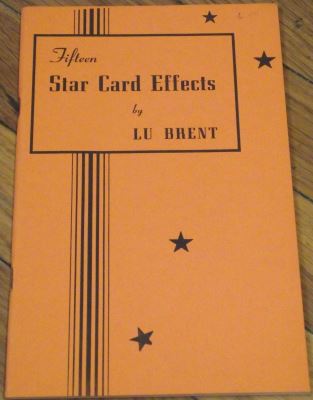 Fifteen
Star Card Effects
by
LU BRENT